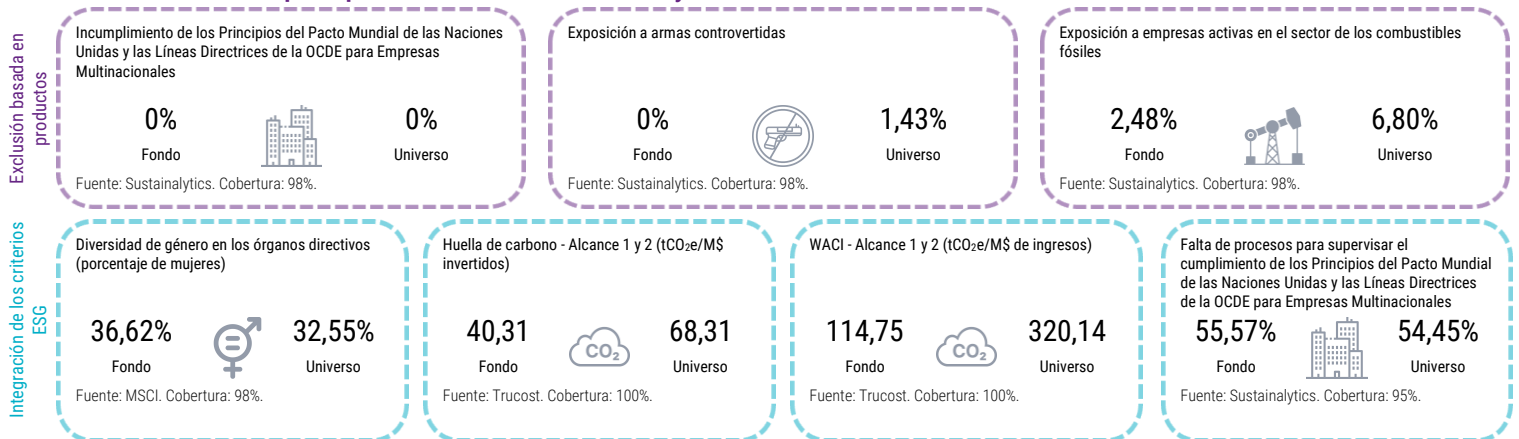 Exclusión basada en
productos
Incumplimiento de los Principios del Pacto Mundial de las Naciones
Unidas y las Líneas Directrices de la OCDE para Empresas
Multinacionales
0%
Fondo
0%
Universo
Fuente: Sustainalytics. Cobertura: 98%.
Exposición a armas controvertidas
0%
Fondo
1,43%
Universo
Fuente: Sustainalytics. Cobertura: 98%.
Exposición a empresas activas en el sector de los combustibles
fósiles
2,48%
Fondo
6,80%
Universo
Fuente: Sustainalytics. Cobertura: 98%.
Integración de los criterios
ESG
Diversidad de género en los órganos directivos
(porcentaje de mujeres)
36,62%
Fondo
32,55%
Universo
Fuente: MSCI. Cobertura: 98%.
Huella de carbono - Alcance 1 y 2 (tCO₂e/M$
invertidos)
40,31
Fondo
CO₂
68,31
Universo
Fuente: Trucost. Cobertura: 100%.
WACI - Alcance 1 y 2 (tCO₂e/M$ de ingresos)
114,75
Fondo
CO₂
320,14
Universo
Fuente: Trucost. Cobertura: 100%.
Falta de procesos para supervisar el
cumplimiento de los Principios del Pacto Mundial
de las Naciones Unidas y las Líneas Directrices
de la OCDE para Empresas Multinacionales
55,57%
Fondo
54,45%
Universo
Fuente: Sustainalytics. Cobertura: 95%.